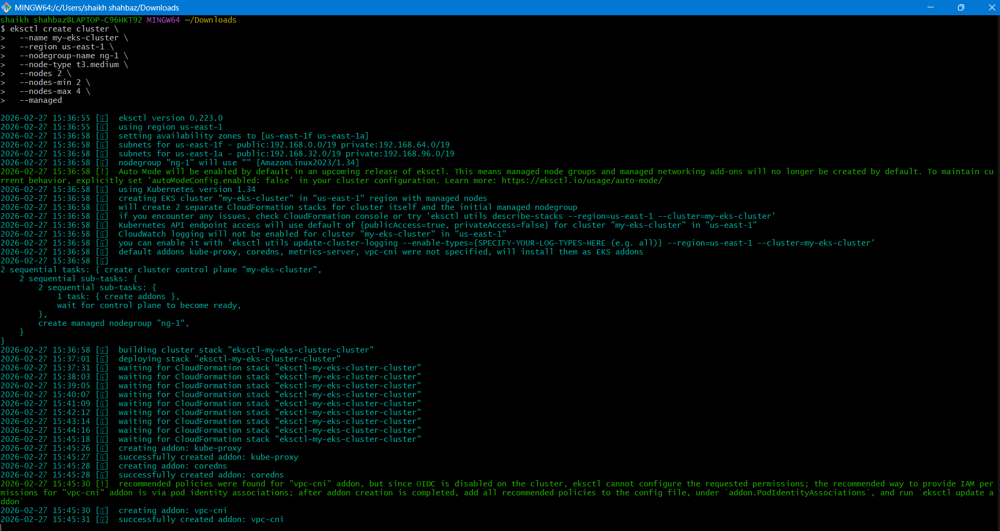 MINGW64:/c/Users/shaikh shahbaz/Downloads
shaikh shahbaz@LAPTOP-C96HKT92 MINGW64 ~/Downloads
$ eksctl create cluster \
>   --name my-eks-cluster \
>   --region us-east-1 \
>   --nodegroup-name ng-1 \
>   --node-type t3.medium \
>   --nodes 2 \
>   --nodes-min 2 \
>   --nodes-max 4 \
>   --managed
2026-02-27 15:36:55 [ℹ]  eksctl version 0.223.0
2026-02-27 15:36:55 [ℹ]  using region us-east-1
2026-02-27 15:36:58 [ℹ]  setting availability zones to [us-east-1f us-east-1a]
2026-02-27 15:36:58 [ℹ]  subnets for us-east-1f - public:192.168.0.0/19 private:192.168.64.0/19
2026-02-27 15:36:58 [ℹ]  subnets for us-east-1a - public:192.168.32.0/19 private:192.168.96.0/19
2026-02-27 15:36:58 [ℹ]  nodegroup "ng-1" will use "" [AmazonLinux2023/1.34]
2026-02-27 15:36:58 [!]  Auto Mode will be enabled by default in an upcoming release of eksctl. This means managed node groups and managed networking add-ons will no longer be created by default. To maintain cu
rrent behavior, explicitly set 'autoModeConfig.enabled: false' in your cluster configuration. Learn more: https://eksctl.io/usage/auto-mode/
2026-02-27 15:36:58 [ℹ]  using Kubernetes version 1.34
2026-02-27 15:36:58 [ℹ]  creating EKS cluster "my-eks-cluster" in "us-east-1" region with managed nodes
2026-02-27 15:36:58 [ℹ]  will create 2 separate CloudFormation stacks for cluster itself and the initial managed nodegroup
2026-02-27 15:36:58 [ℹ]  if you encounter any issues, check CloudFormation console or try 'eksctl utils describe-stacks --region=us-east-1 --cluster=my-eks-cluster'
2026-02-27 15:36:58 [ℹ]  Kubernetes API endpoint access will use default of {publicAccess=true, privateAccess=false} for cluster "my-eks-cluster" in "us-east-1"
2026-02-27 15:36:58 [ℹ]  CloudWatch logging will not be enabled for cluster "my-eks-cluster" in "us-east-1"
2026-02-27 15:36:58 [ℹ]  you can enable it with 'eksctl utils update-cluster-logging --enable-types={SPECIFY-YOUR-LOG-TYPES-HERE (e.g. all)} --region=us-east-1 --cluster=my-eks-cluster'
2026-02-27 15:36:58 [ℹ]  default addons kube-proxy, coredns, metrics-server, vpc-cni were not specified, will install them as EKS addons
2026-02-27 15:36:58 [ℹ]
2 sequential tasks: { create cluster control plane "my-eks-cluster",
    2 sequential sub-tasks: {
        2 sequential sub-tasks: {
            1 task: { create addons },
            wait for control plane to become ready,
        },
        create managed nodegroup "ng-1",
    }
}
2026-02-27 15:36:58 [ℹ]  building cluster stack "eksctl-my-eks-cluster-cluster"
2026-02-27 15:37:01 [ℹ]  deploying stack "eksctl-my-eks-cluster-cluster"
2026-02-27 15:37:31 [ℹ]  waiting for CloudFormation stack "eksctl-my-eks-cluster-cluster"
2026-02-27 15:38:03 [ℹ]  waiting for CloudFormation stack "eksctl-my-eks-cluster-cluster"
2026-02-27 15:39:05 [ℹ]  waiting for CloudFormation stack "eksctl-my-eks-cluster-cluster"
2026-02-27 15:40:07 [ℹ]  waiting for CloudFormation stack "eksctl-my-eks-cluster-cluster"
2026-02-27 15:41:09 [ℹ]  waiting for CloudFormation stack "eksctl-my-eks-cluster-cluster"
2026-02-27 15:42:12 [ℹ]  waiting for CloudFormation stack "eksctl-my-eks-cluster-cluster"
2026-02-27 15:43:14 [ℹ]  waiting for CloudFormation stack "eksctl-my-eks-cluster-cluster"
2026-02-27 15:44:16 [ℹ]  waiting for CloudFormation stack "eksctl-my-eks-cluster-cluster"
2026-02-27 15:45:18 [ℹ]  waiting for CloudFormation stack "eksctl-my-eks-cluster-cluster"
2026-02-27 15:45:26 [ℹ]  creating addon: kube-proxy
2026-02-27 15:45:27 [ℹ]  successfully created addon: kube-proxy
2026-02-27 15:45:28 [ℹ]  creating addon: coredns
2026-02-27 15:45:28 [ℹ]  successfully created addon: coredns
2026-02-27 15:45:30 [!]  recommended policies were found for "vpc-cni" addon, but since OIDC is disabled on the cluster, eksctl cannot configure the requested permissions; the recommended way to provide IAM per
missions for "vpc-cni" addon is via pod identity associations; after addon creation is completed, add all recommended policies to the config file, under `addon.PodIdentityAssociations`, and run `eksctl update a
ddon`
2026-02-27 15:45:30 [ℹ]  creating addon: vpc-cni
2026-02-27 15:45:31 [ℹ]  successfully created addon: vpc-cni